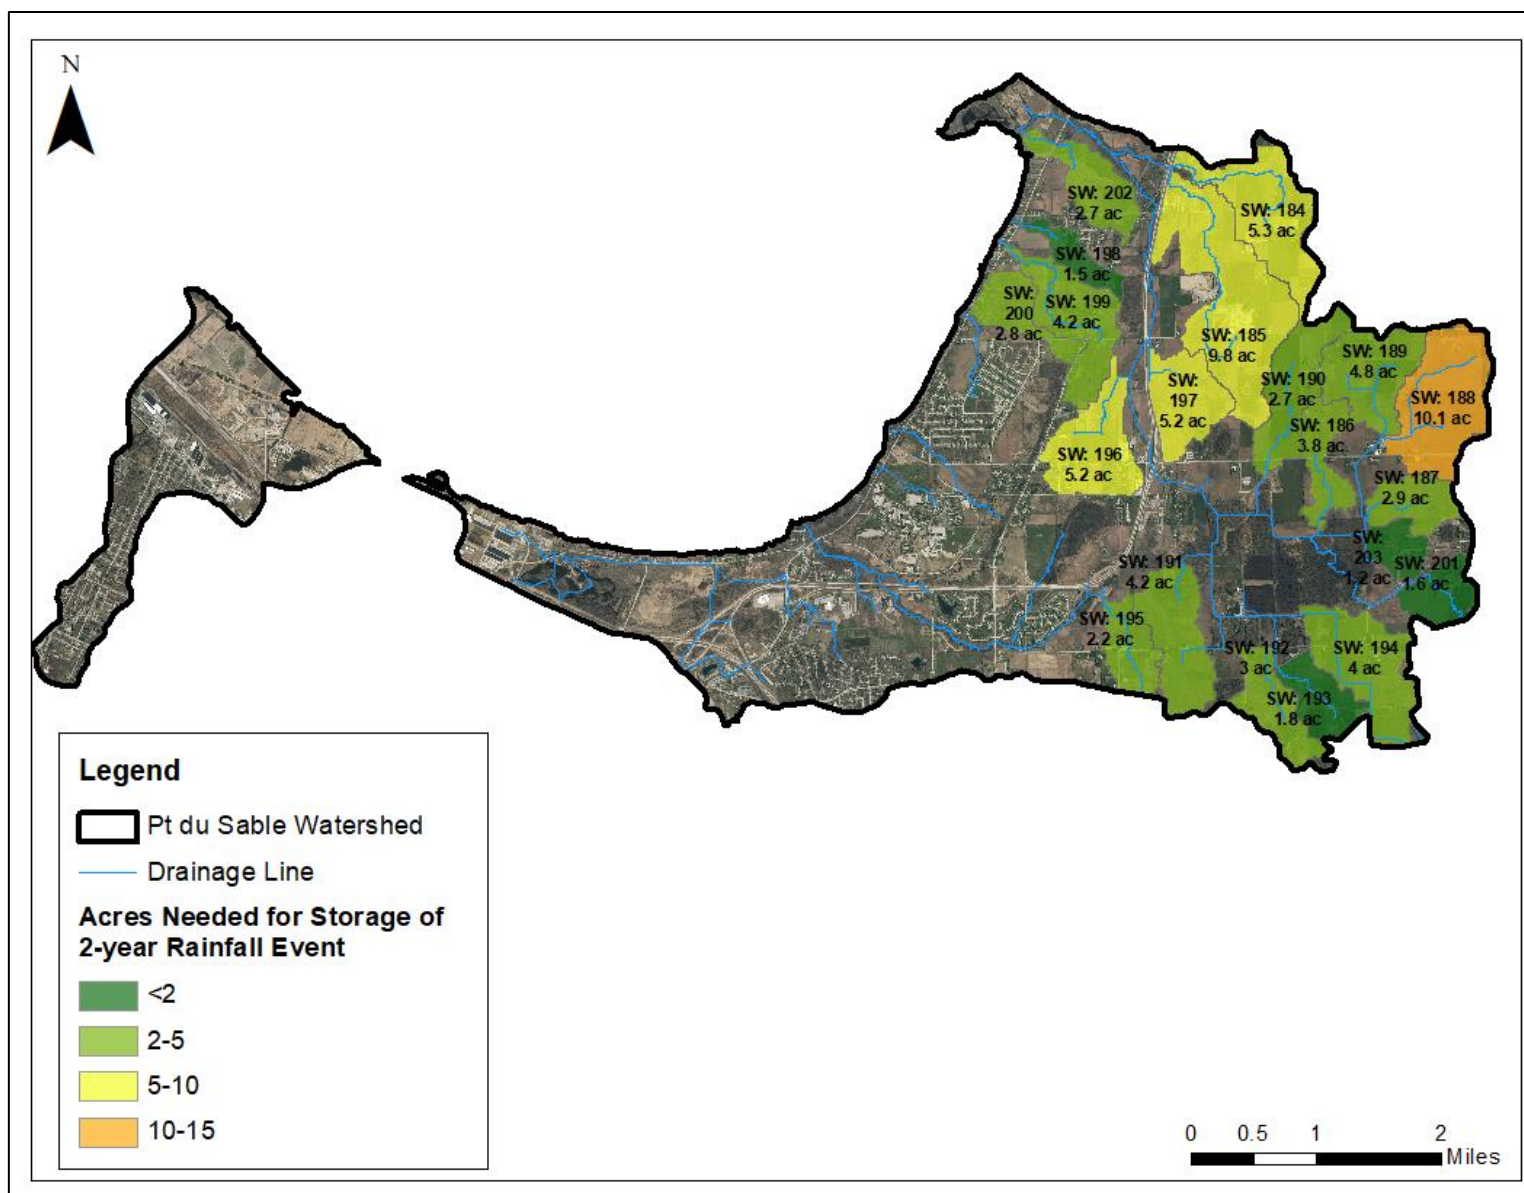 N
SW: 202
2.7 ac
SW: 184
5.3 ac
SW: 198
1.5 ac
SW:
200
2.8 ac
SW: 199
4.2 ac
SW: 185
9.8 ac
SW: 189
4.8 ac
SW: 190
2.7 ac
SW:
197
5.2 ac
SW: 188
10.1 ac
SW: 186
3.8 ac
SW: 196
5.2 ac
SW: 187
2.9 ac
SW:
203
1.2 ac
SW: 201
1.6 ac
SW: 191
4.2 ac
SW: 195
2.2 ac
SW: 192
3 ac
SW: 194
4 ac
SW: 193
1.8 ac
Legend
Pt du Sable Watershed
Drainage Line
Acres Needed for Storage of
2-year Rainfall Event
<2
2-5
5-10
10-15
0 0.5 1 2
Miles